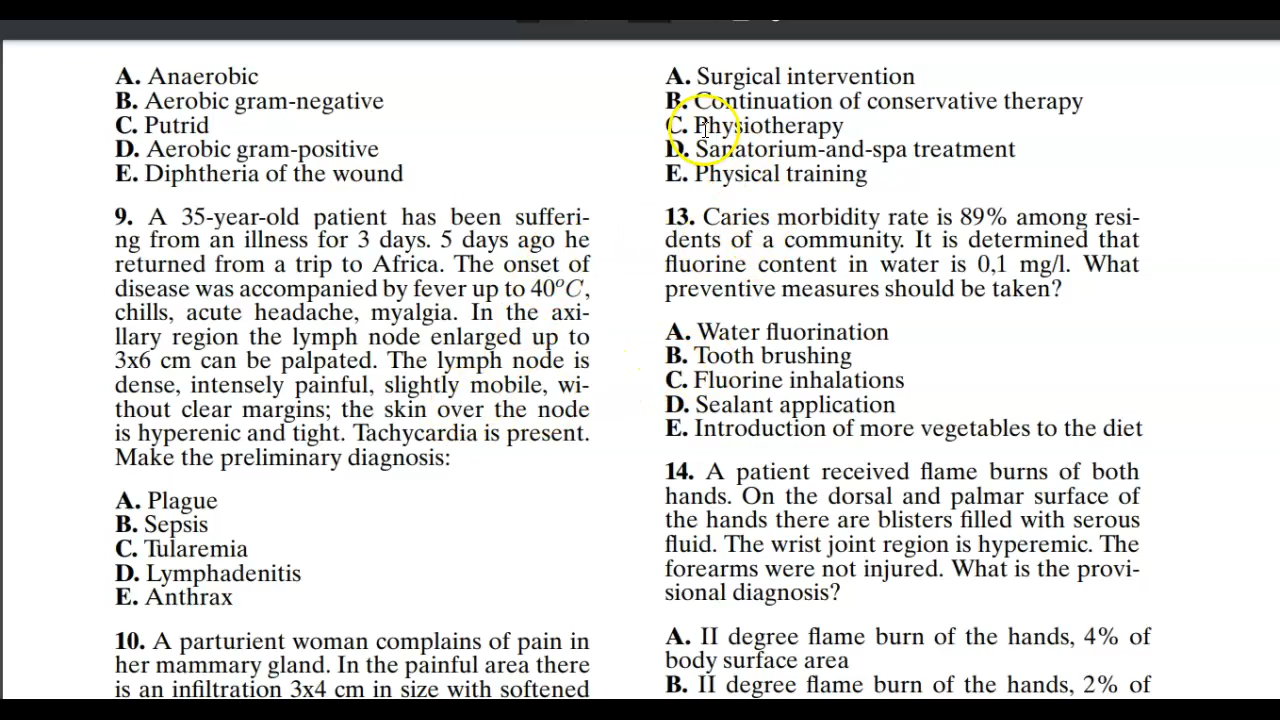 A. Anaerobic
B. Aerobic gram-negative
C. Putrid
D. Aerobic gram-positive
E. Diphtheria of the wound
9. A 35-year-old patient has been sufferi-
ng from an illness for 3 days. 5 days ago he
returned from a trip to Africa. The onset of
disease was accompanied by fever up to 40°C,
chills, acute headache, myalgia. In the axi-
llary region the lymph node enlarged up to
3x6 cm can be palpated. The lymph node is
dense, intensely painful, slightly mobile, wi-
thout clear margins; the skin over the node
is hyperenic and tight. Tachycardia is present.
Make the preliminary diagnosis:
A. Plague
B. Sepsis
C. Tularemia
D. Lymphadenitis
E. Anthrax
10. A parturient woman complains of pain in
her mammary gland. In the painful area there
is an infiltration 3x4 cm in size with softened
A. Surgical intervention
B. Continuation of conservative therapy
C. Physiotherapy
D. Sanatorium-and-spa treatment
E. Physical training
13. Caries morbidity rate is 89% among resi-
dents of a community. It is determined that
fluorine content in water is 0,1 mg/l. What
preventive measures should be taken?
A. Water fluorination
B. Tooth brushing
C. Fluorine inhalations
D. Sealant application
E. Introduction of more vegetables to the diet
14. A patient received flame burns of both
hands. On the dorsal and palmar surface of
the hands there are blisters filled with serous
fluid. The wrist joint region is hyperemic. The
forearms were not injured. What is the provi-
sional diagnosis?
A. II degree flame burn of the hands, 4% of
body surface area
B. II degree flame burn of the hands, 2% of